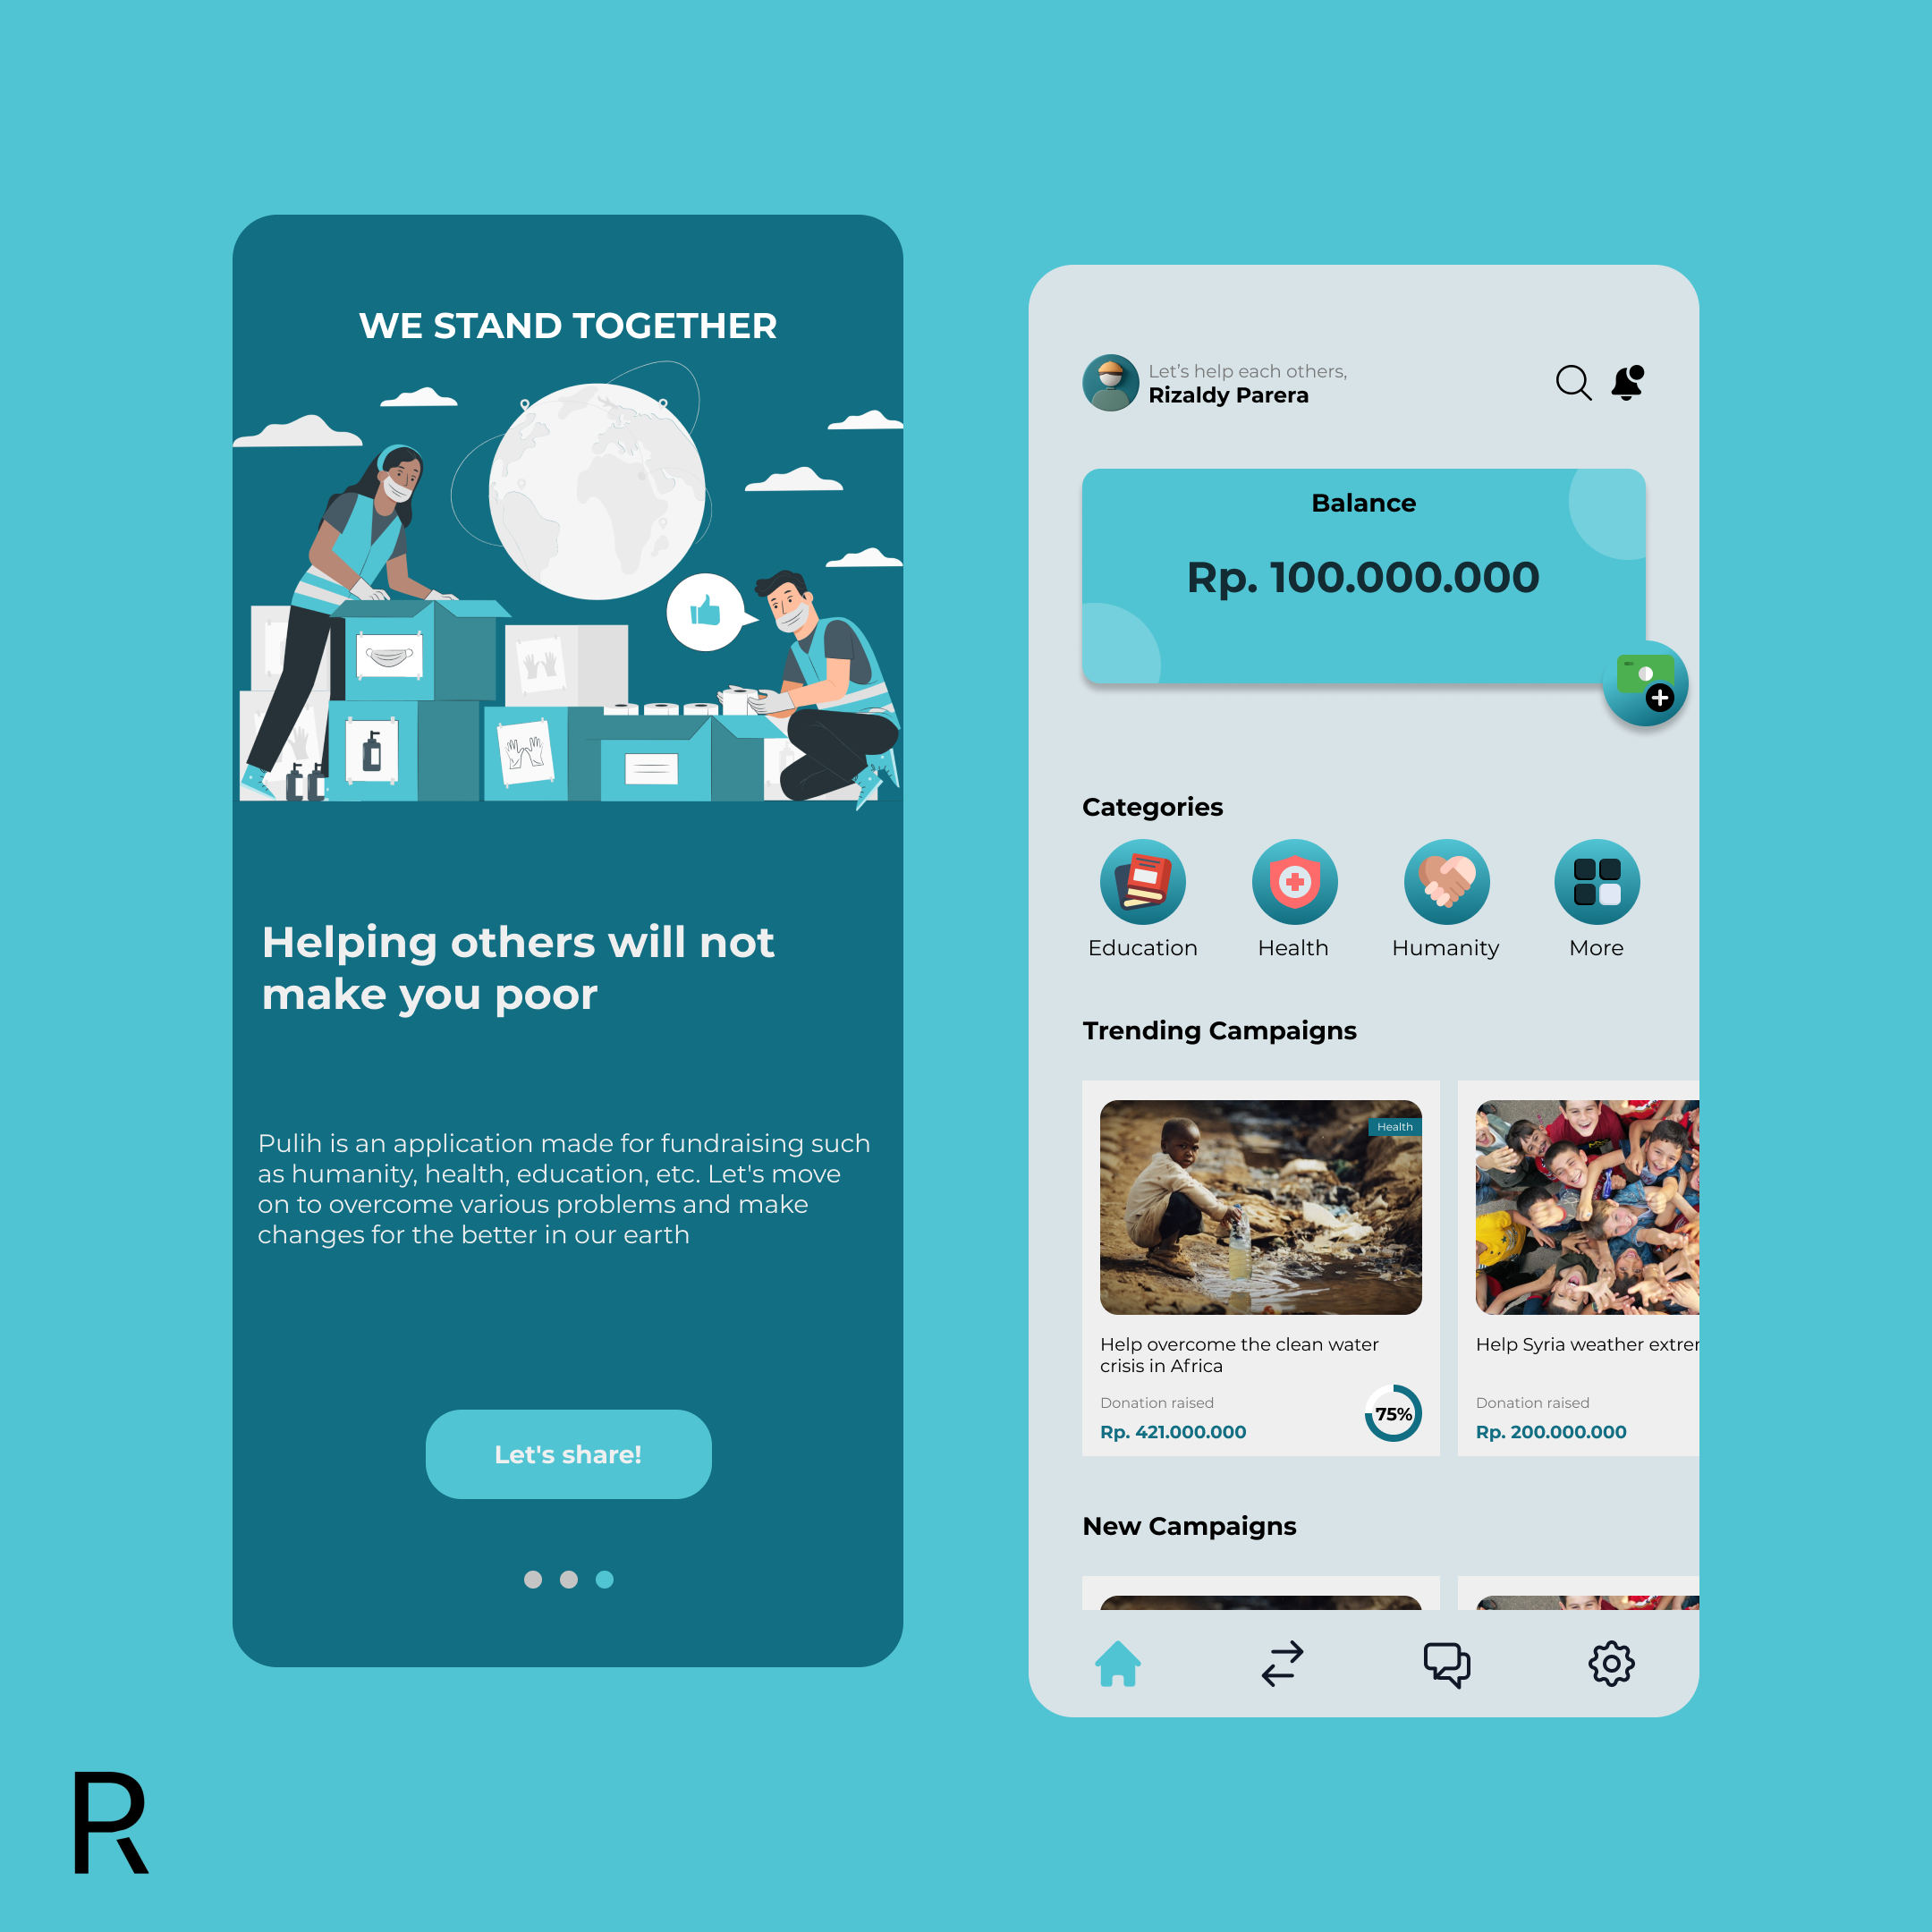 WE STAND TOGETHER
Helping others will not
make you poor
Pulih is an application made for fundraising such
as humanity, health, education, etc. Let's move
on to overcome various problems and make
changes for the better in our earth
Let's share!
Let’s help each others,
Rizaldy Parera
Balance
Rp. 100.000.000
Categories
Education
Health
Humanity
More
Trending Campaigns
Health
Help overcome the clean water
crisis in Africa
Donation raised
Rp. 421.000.000
75%
Help Syria weather
Donation raised
Rp. 200.000.000
New Campaigns
R